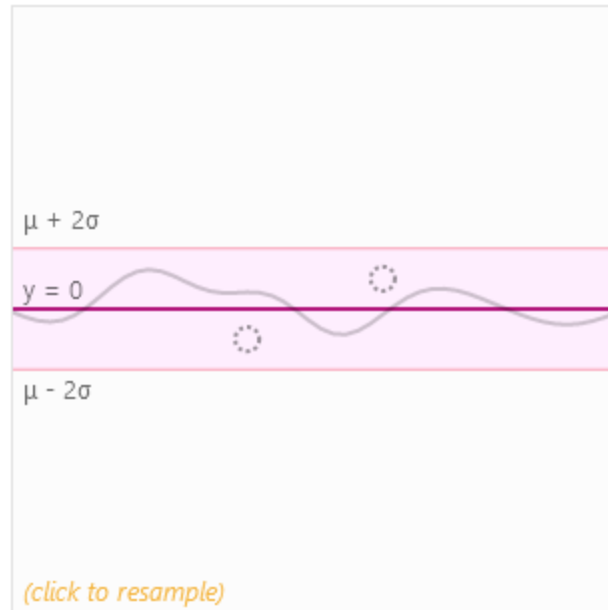 μ + 2σ
y = 0
μ - 2σ
(click to resample)